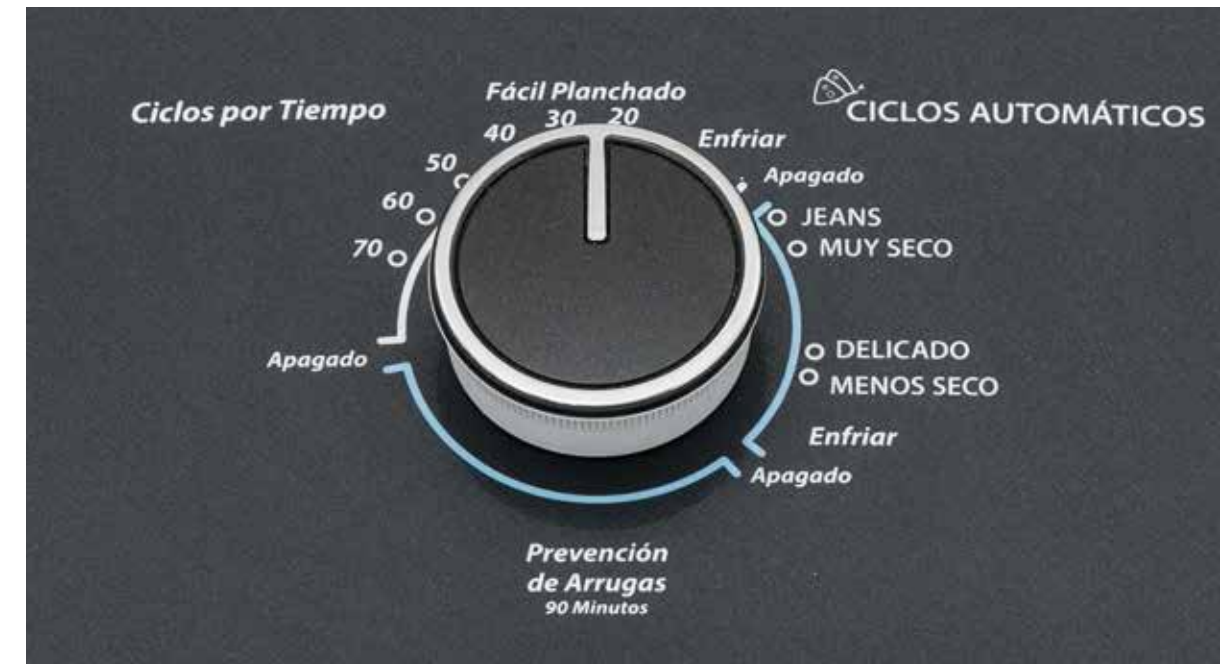 Ciclos por Tiempo
Fácil Planchado
CICLOS AUTOMÁTICOS
70
60
50
40
30
20
Enfriar
Apagado
JEANS
MUY SECO
DELICADO
MENOS SECO
Enfriar
Apagado
Apagado
Prevención
de Arrugas
90 Minutos